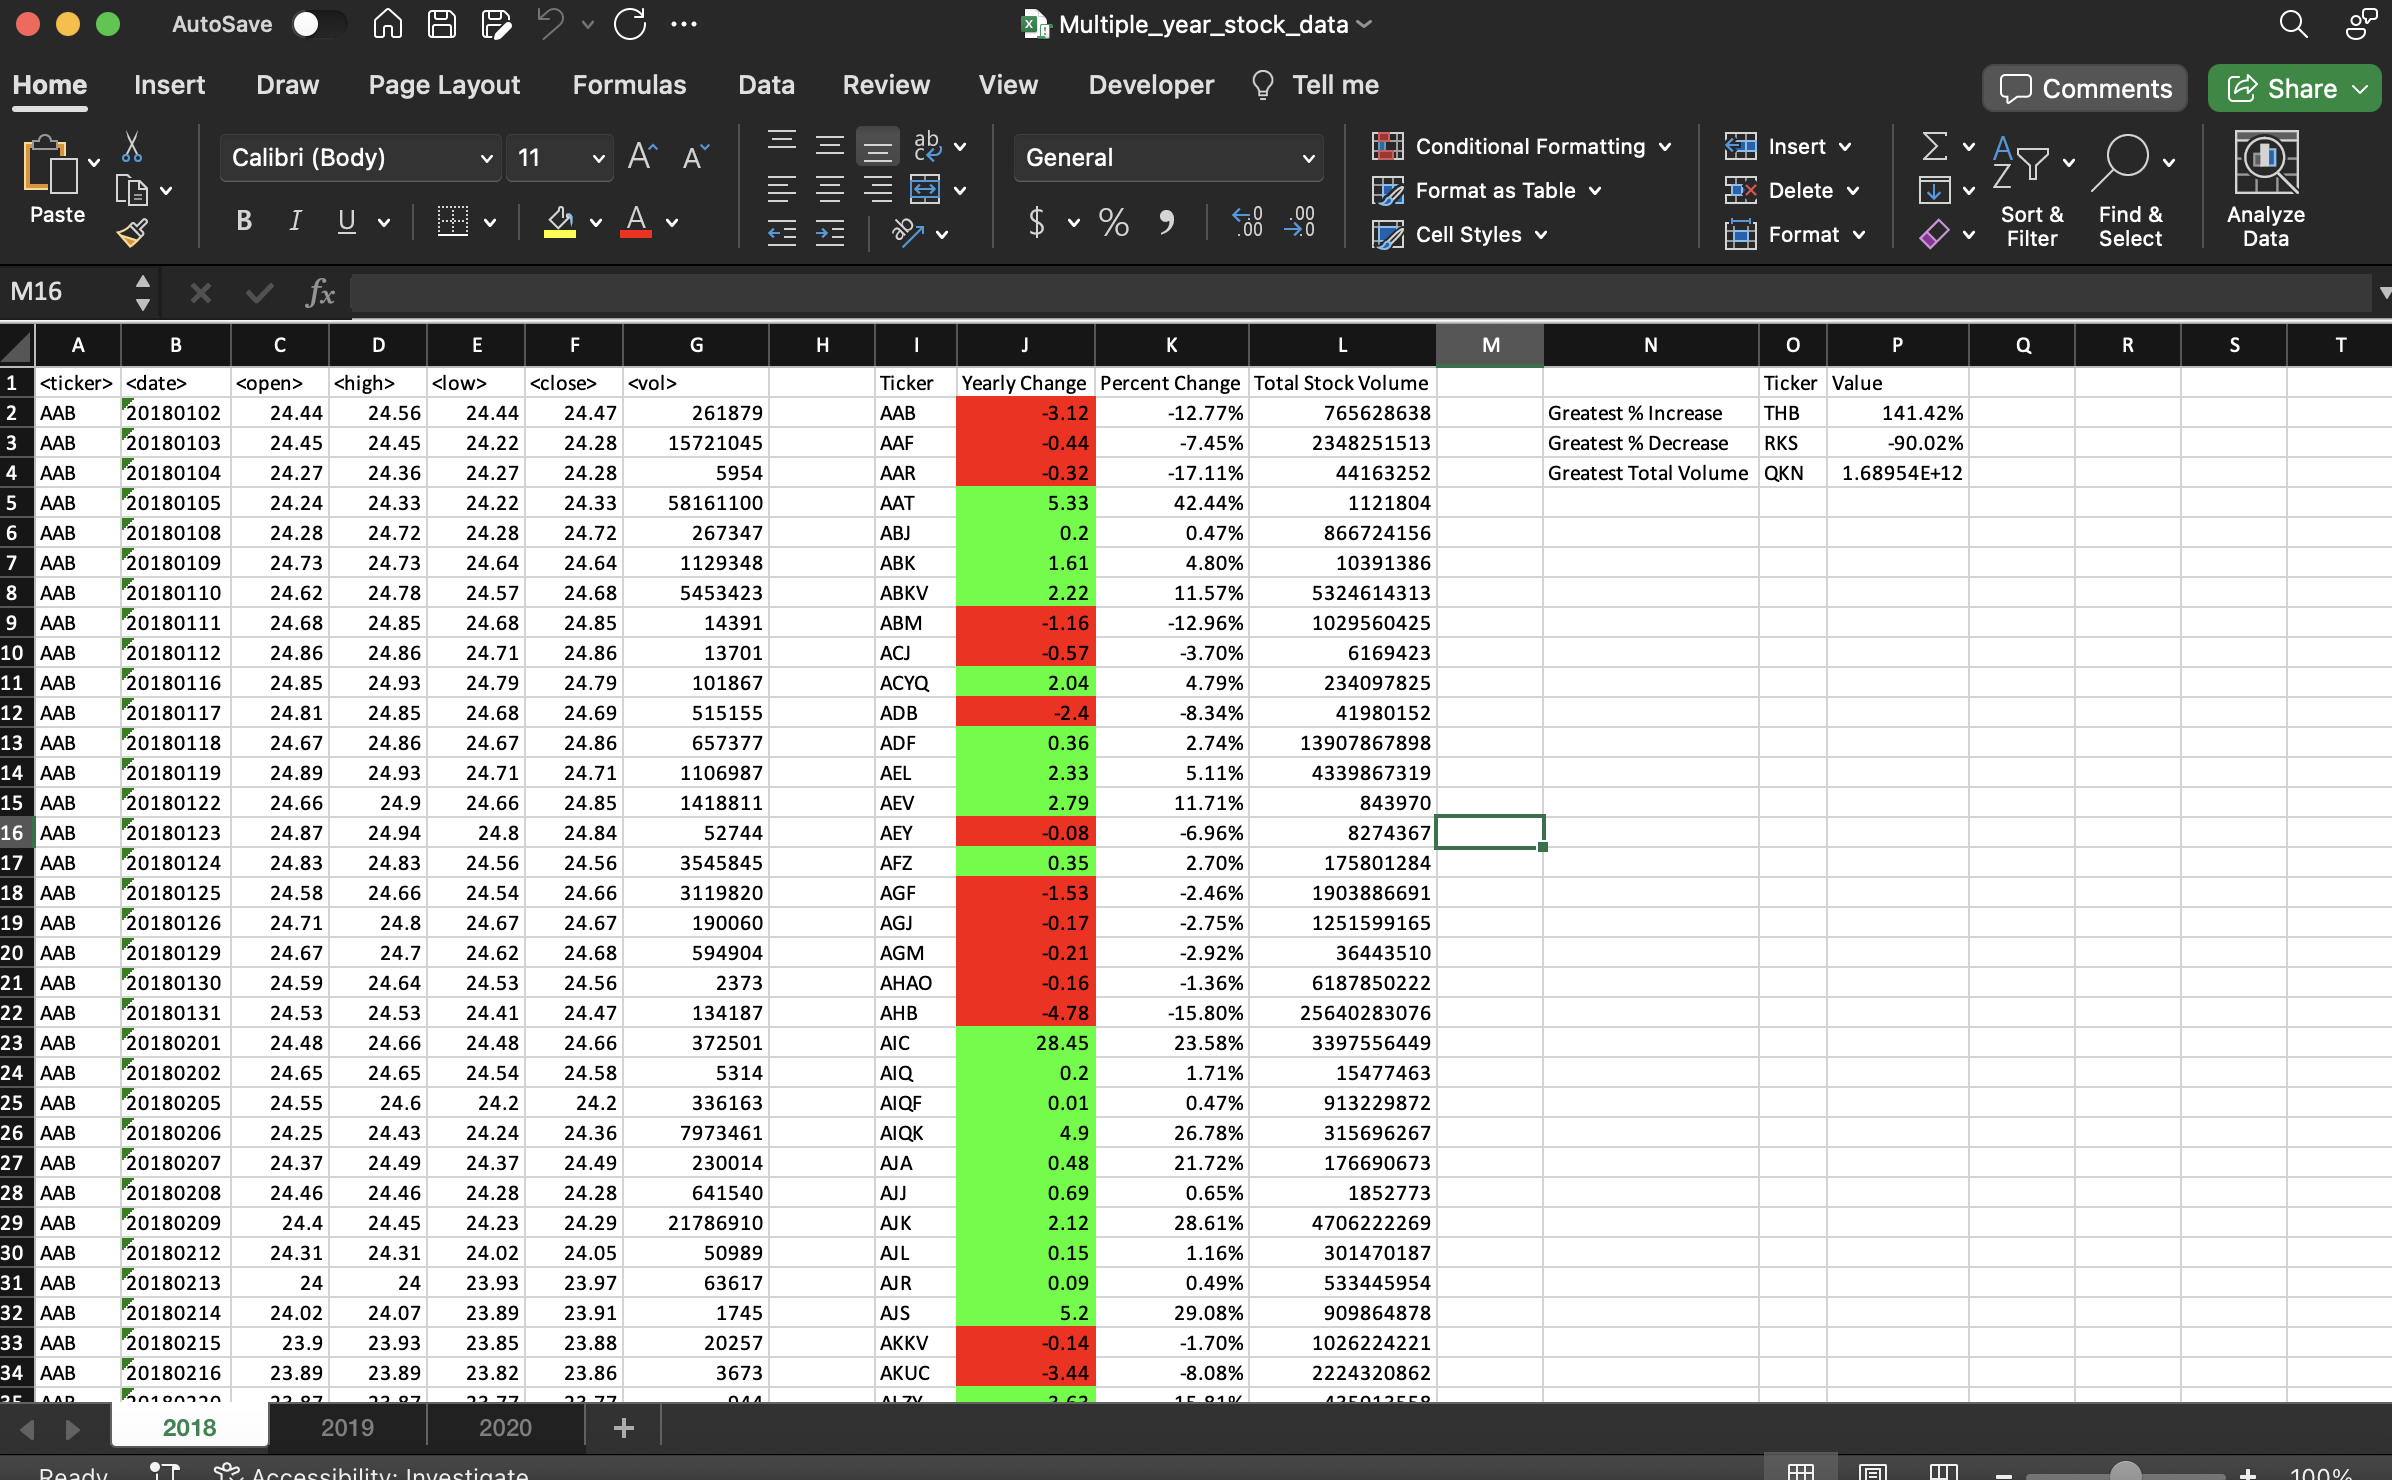 AutoSave Multiple_year_stock_data
Home Insert Draw Page Layout Formulas Data Review View Developer Tell me Comments Share
Paste Calibri (Body) 11 General Conditional Formatting Format as Table Cell Styles Insert Delete Format Sort & Filter Find & Select Analyze Data
M16 fx
A B C D E F G H I J K L M N O P Q R S T
1 <ticker> <date> <open> <high> <low> <close> <vol> Ticker Yearly Change Percent Change Total Stock Volume Ticker Value
2 AAB 20180102 24.44 24.56 24.44 24.47 261879 AAB -3.12 -12.77% 765628638 Greatest % Increase THB 141.42%
3 AAB 20180103 24.45 24.45 24.22 24.28 15721045 AAF -0.44 -7.45% 2348251513 Greatest % Decrease RKS -90.02%
4 AAB 20180104 24.27 24.36 24.27 24.28 5954 AAR -0.32 -17.11% 44163252 Greatest Total Volume QKN 1.68954E+12
5 AAB 20180105 24.24 24.33 24.22 24.33 58161100 AAT 5.33 42.44% 1121804
6 AAB 20180108 24.28 24.72 24.28 24.72 267347 ABJ 0.2 0.47% 866724156
7 AAB 20180109 24.73 24.73 24.64 24.64 1129348 ABK 1.61 4.80% 10391386
8 AAB 20180110 24.62 24.78 24.57 24.68 5453423 ABKV 2.22 11.57% 5324614313
9 AAB 20180111 24.68 24.85 24.68 24.85 14391 ABM -1.16 -12.96% 1029560425
10 AAB 20180112 24.86 24.86 24.71 24.86 13701 ACJ -0.57 -3.70% 6169423
11 AAB 20180116 24.85 24.93 24.79 24.79 101867 ACYQ 2.04 4.79% 234097825
12 AAB 20180117 24.81 24.85 24.68 24.69 515155 ADB -2.4 -8.34% 41980152
13 AAB 20180118 24.67 24.86 24.67 24.86 657377 ADF 0.36 2.74% 13907867898
14 AAB 20180119 24.89 24.93 24.71 24.71 1106987 AEL 2.33 5.11% 4339867319
15 AAB 20180122 24.66 24.9 24.66 24.85 1418811 AEV 2.79 11.71% 843970
16 AAB 20180123 24.87 24.94 24.8 24.84 52744 AEY -0.08 -6.96% 8274367
17 AAB 20180124 24.83 24.83 24.56 24.56 3545845 AFZ 0.35 2.70% 175801284
18 AAB 20180125 24.58 24.66 24.54 24.66 3119820 AGF -1.53 -2.46% 1903886691
19 AAB 20180126 24.71 24.8 24.67 24.67 190060 AGJ -0.17 -2.75% 1251599165
20 AAB 20180129 24.67 24.7 24.62 24.68 594904 AGM -0.21 -2.92% 36443510
21 AAB 20180130 24.59 24.64 24.53 24.56 2373 AHAO -0.16 -1.36% 6187850222
22 AAB 20180131 24.53 24.53 24.41 24.47 134187 AHB -4.78 -15.80% 25640283076
23 AAB 20180201 24.48 24.66 24.48 24.66 372501 AIC 28.45 23.58% 3397556449
24 AAB 20180202 24.65 24.65 24.54 24.58 5314 AIQ 0.2 1.71% 15477463
25 AAB 20180205 24.55 24.6 24.2 24.2 336163 AIQF 0.01 0.47% 913229872
26 AAB 20180206 24.25 24.43 24.24 24.36 7973461 AIQK 4.9 26.78% 315696267
27 AAB 20180207 24.37 24.49 24.37 24.49 230014 AJA 0.48 21.72% 176690673
28 AAB 20180208 24.46 24.46 24.28 24.28 641540 AJJ 0.69 0.65% 1852773
29 AAB 20180209 24.4 24.45 24.23 24.29 21786910 AJK 2.12 28.61% 4706222269
30 AAB 20180212 24.31 24.31 24.02 24.05 50989 AJL 0.15 1.16% 301470187
31 AAB 20180213 24 24 23.93 23.97 63617 AJR 0.09 0.49% 533445954
32 AAB 20180214 24.02 24.07 23.89 23.91 1745 AJS 5.2 29.08% 909864878
33 AAB 20180215 23.9 23.93 23.85 23.88 20257 AKKV -0.14 -1.70% 1026224221
34 AAB 20180216 23.89 23.89 23.82 23.86 3673 AKUC -3.44 -8.08% 2224320862
2018 2019 2020
Ready Accessibility: Investigate 100%